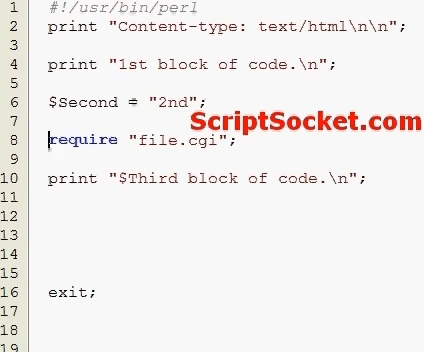 1 #!/usr/bin/perl
2 print "Content-type: text/html\n\n";
3
4 print "1st block of code.\n";
5
6 $Second = "2nd";
7 ScriptSocket.com
8 require "file.cgi";
9
10 print "$Third block of code.\n";
11
12
13
14
15
16 exit;
17
18
19